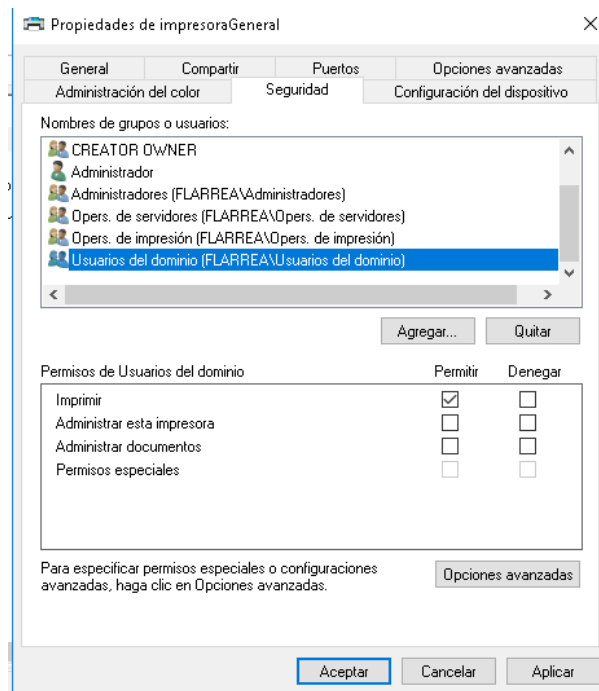 Propiedades de impresoraGeneral
General Compartir Puertos Opciones avanzadas
Administración del color Seguridad Configuración del dispositivo
Nombres de grupos o usuarios:
CREATOR OWNER
Administrador
Administradores (FLARREA\Administradores)
Opers. de servidores (FLARREA\Opers. de servidores)
Opers. de impresión (FLARREA\Opers. de impresión)
Usuarios del dominio (FLARREA\Usuarios del dominio)
Agregar... Quitar
Permisos de Usuarios del dominio Permitir Denegar
Imprimir
Administrar esta impresora
Administrar documentos
Permisos especiales
Para especificar permisos especiales o configuraciones
avanzadas, haga clic en Opciones avanzadas.
Opciones avanzadas
Aceptar Cancelar Aplicar